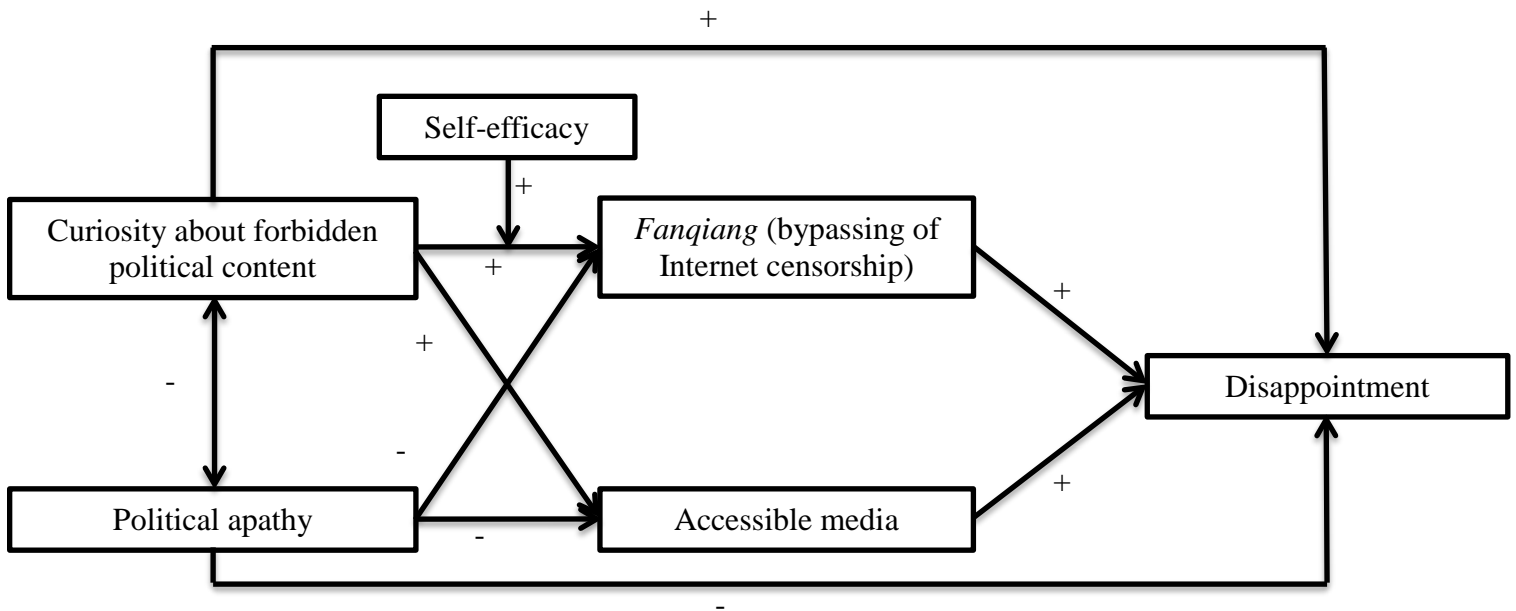 +
Self-efficacy
+
Curiosity about forbidden
political content
+
Fanqiang (bypassing of
Internet censorship)
+
+
-
Disappointment
-
Political apathy
-
Accessible media
+
-